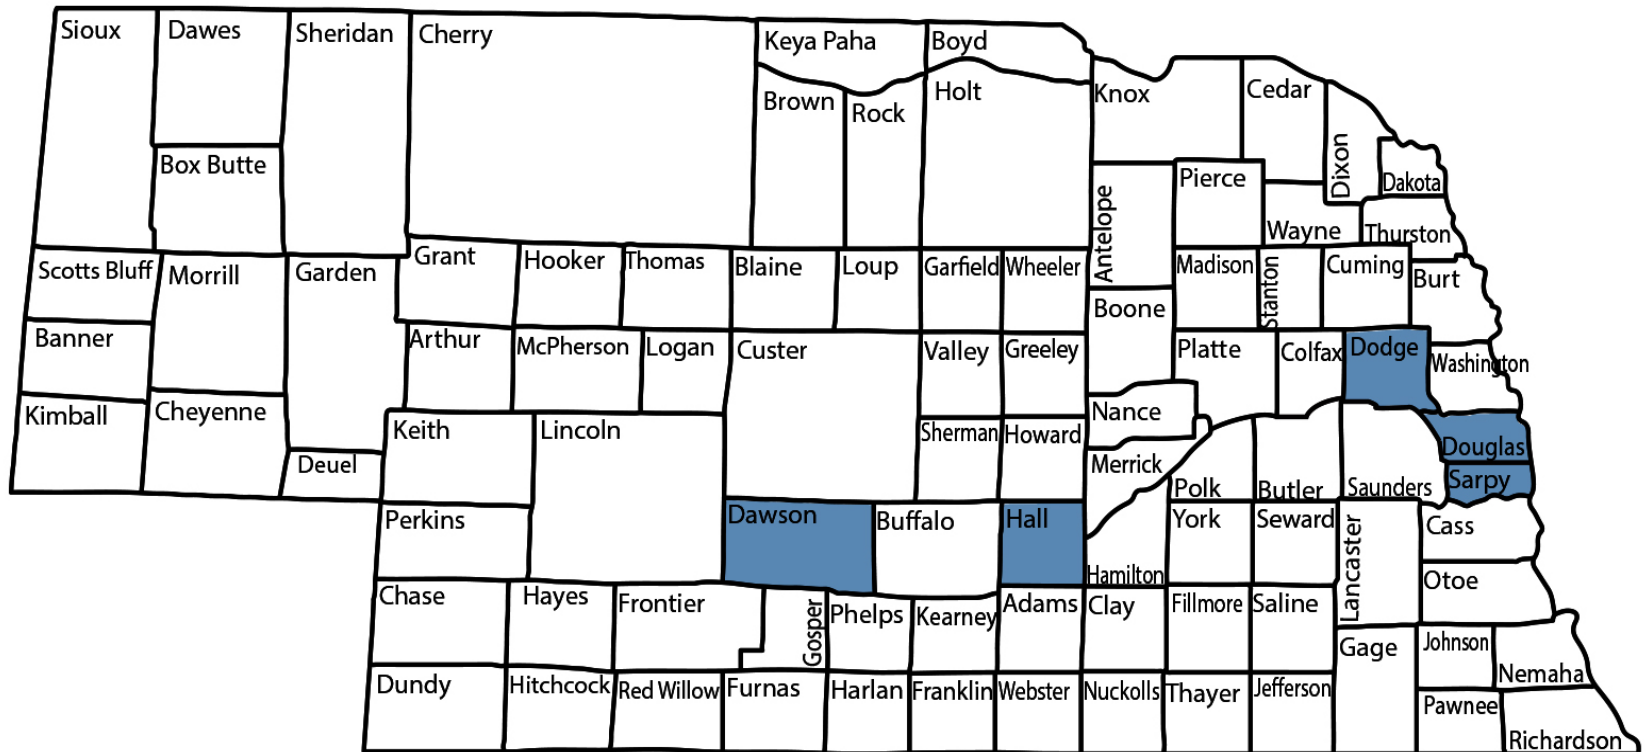 Sioux
Dawes
Sheridan
Cherry
Keya Paha
Boyd
Knox
Cedar
Holt
Brown
Rock
Dixon
Dakota
Box Butte
Pierce
Antelope
Wayne
Thurston
Scotts Bluff
Morrill
Garden
Grant
Hooker
Thomas
Blaine
Loup
Garfield
Wheeler
Madison
Stanton
Cuming
Burt
Boone
Banner
Arthur
McPherson
Logan
Custer
Valley
Greeley
Platte
Colfax
Dodge
Washington
Kimball
Cheyenne
Nance
Keith
Lincoln
Sherman
Howard
Douglas
Deuel
Merrick
Polk
Butler
Saunders
Sarpy
Perkins
Dawson
Buffalo
Hall
York
Seward
Lancaster
Cass
Hamilton
Otoe
Chase
Hayes
Frontier
Gosper
Phelps
Kearney
Adams
Clay
Fillmore
Saline
Gage
Johnson
Nemaha
Dundy
Hitchcock
Red Willow
Furnas
Harlan
Franklin
Webster
Nuckolls
Thayer
Jefferson
Pawnee
Richardson